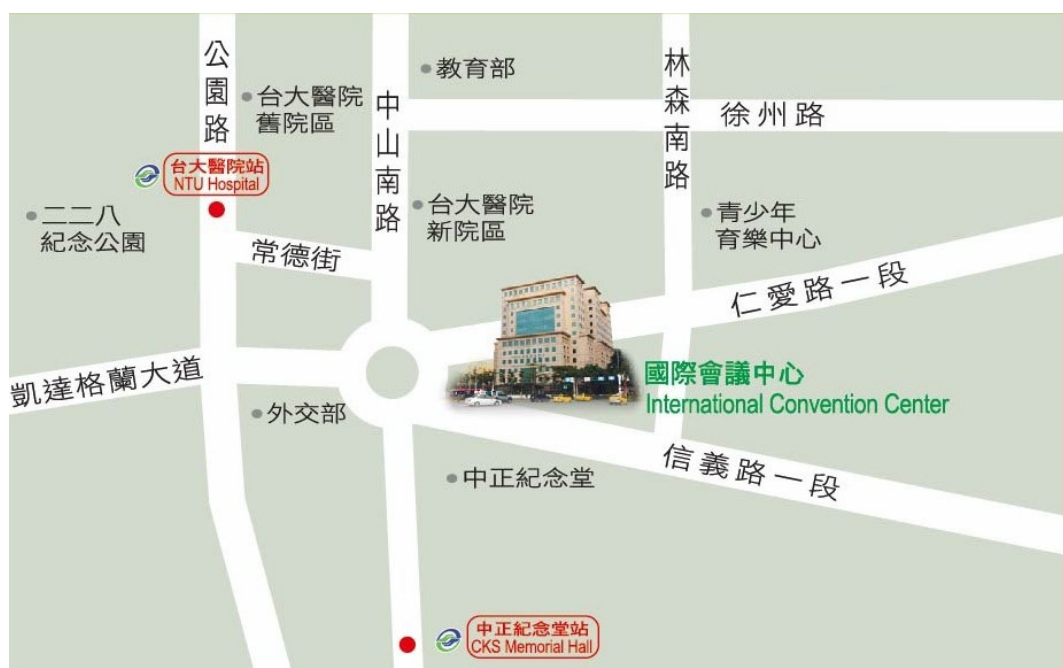 公園路
台大醫院
舊院區
中山南路
教育部
林森南路
徐州路
台大醫院站
NTU Hospital
二二八
紀念公園
常德街
台大醫院
新院區
青少年
育樂中心
仁愛路一段
凱達格蘭大道
外交部
國際會議中心
International Convention Center
中正紀念堂
信義路一段
中正紀念堂站
CKS Memorial Hall